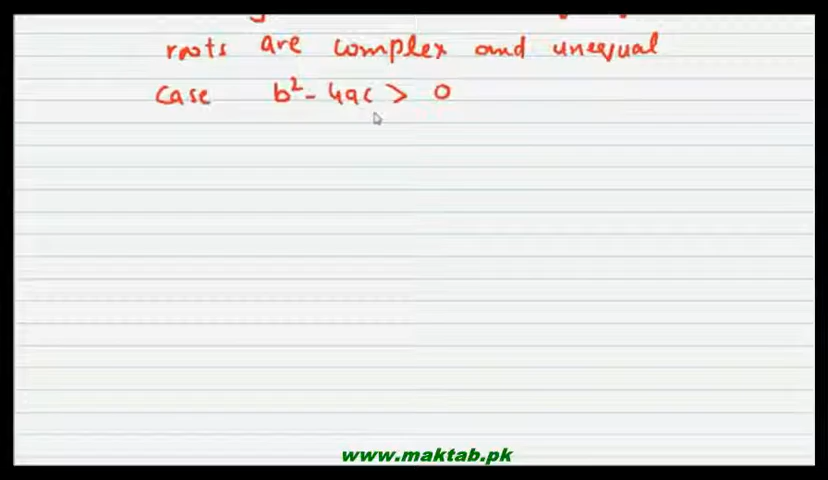 roots are complex and unequal
case b²-4ac > 0
www.maktab.pk